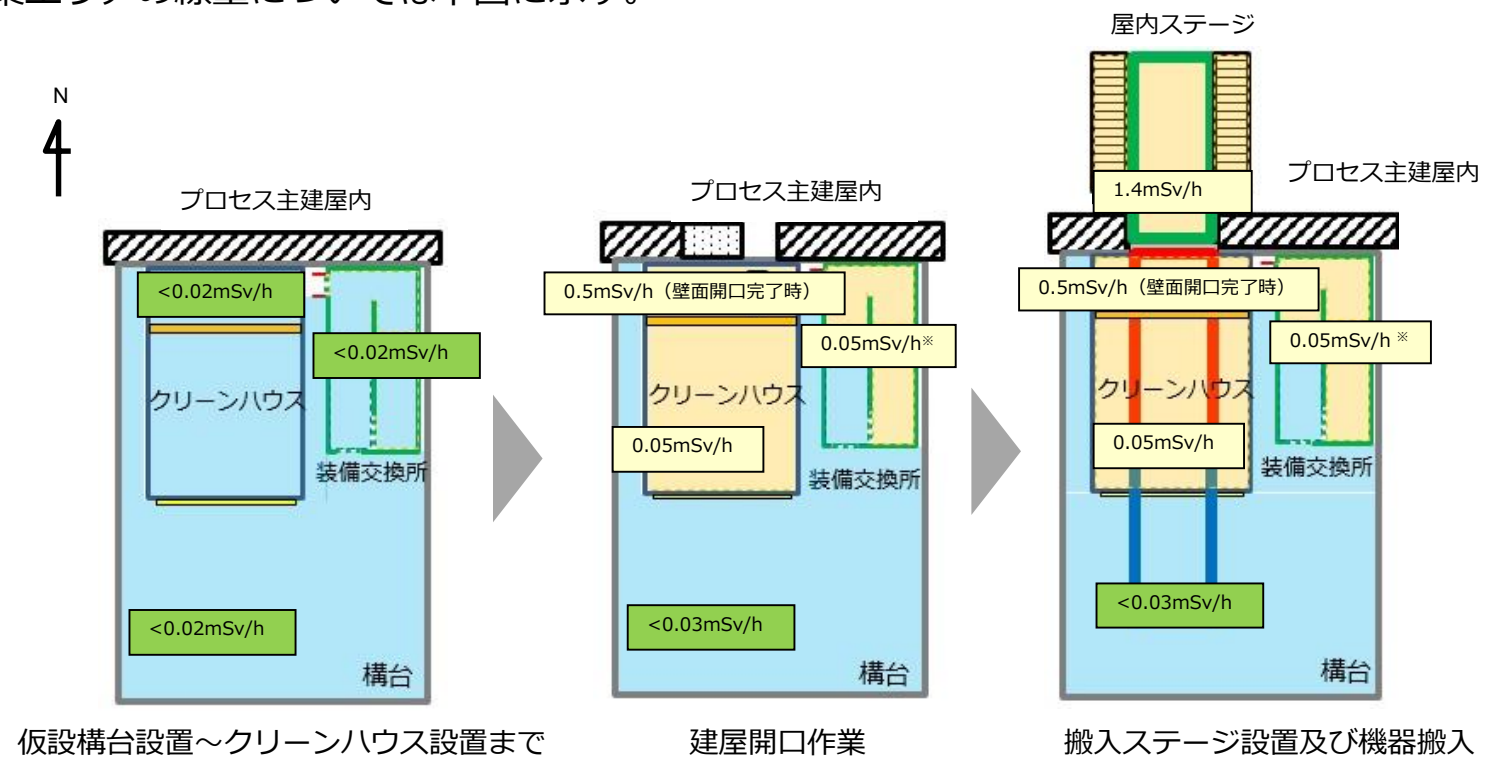 屋内ステージ
N
プロセス主建屋内
<0.02mSv/h
<0.02mSv/h
クリーンハウス
装備交換所
<0.02mSv/h
構台
仮設構台設置～クリーンハウス設置まで
プロセス主建屋内
0.5mSv/h（壁面開口完了時）
0.05mSv/h※
クリーンハウス
0.05mSv/h
装備交換所
<0.03mSv/h
構台
建屋開口作業
プロセス主建屋内
1.4mSv/h
0.5mSv/h（壁面開口完了時）
0.05mSv/h ※
クリーンハウス
0.05mSv/h
装備交換所
<0.03mSv/h
構台
搬入ステージ設置及び機器搬入